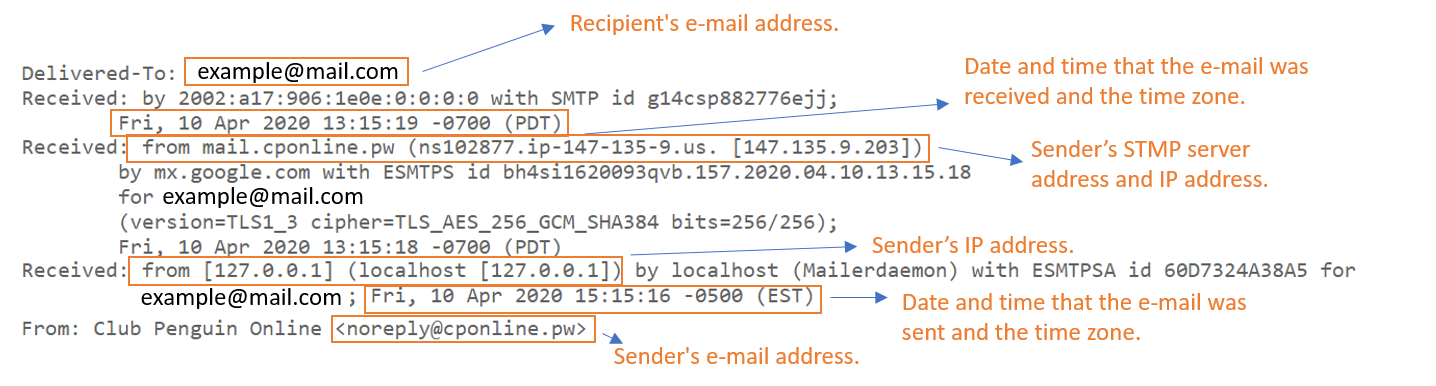 Recipient's e-mail address.
Delivered-To: example@mail.com
Date and time that the e-mail was
received and the time zone.
Received: by 2002:a17:906:1e0e:0:0:0:0 with SMTP id g14csp882776ejj;
Fri, 10 Apr 2020 13:15:19 -0700 (PDT)
Received: from mail.cponline.pw (ns102877.ip-147-135-9.us. [147.135.9.203])
Sender’s STMP server
address and IP address.
by mx.google.com with ESMTPS id bh4si1620093qvb.157.2020.04.10.13.15.18
for example@mail.com
(version=TLS1_3 cipher=TLS_AES_256_GCM_SHA384 bits=256/256);
Fri, 10 Apr 2020 13:15:18 -0700 (PDT)
Sender’s IP address.
Received: from [127.0.0.1] (localhost [127.0.0.1]) by localhost (Mailerdaemon) with ESMTPSA id 60D7324A38A5 for
example@mail.com ; Fri, 10 Apr 2020 15:15:16 -0500 (EST)
Date and time that the e-mail was
sent and the time zone.
From: Club Penguin Online <noreply@cponline.pw>
Sender's e-mail address.